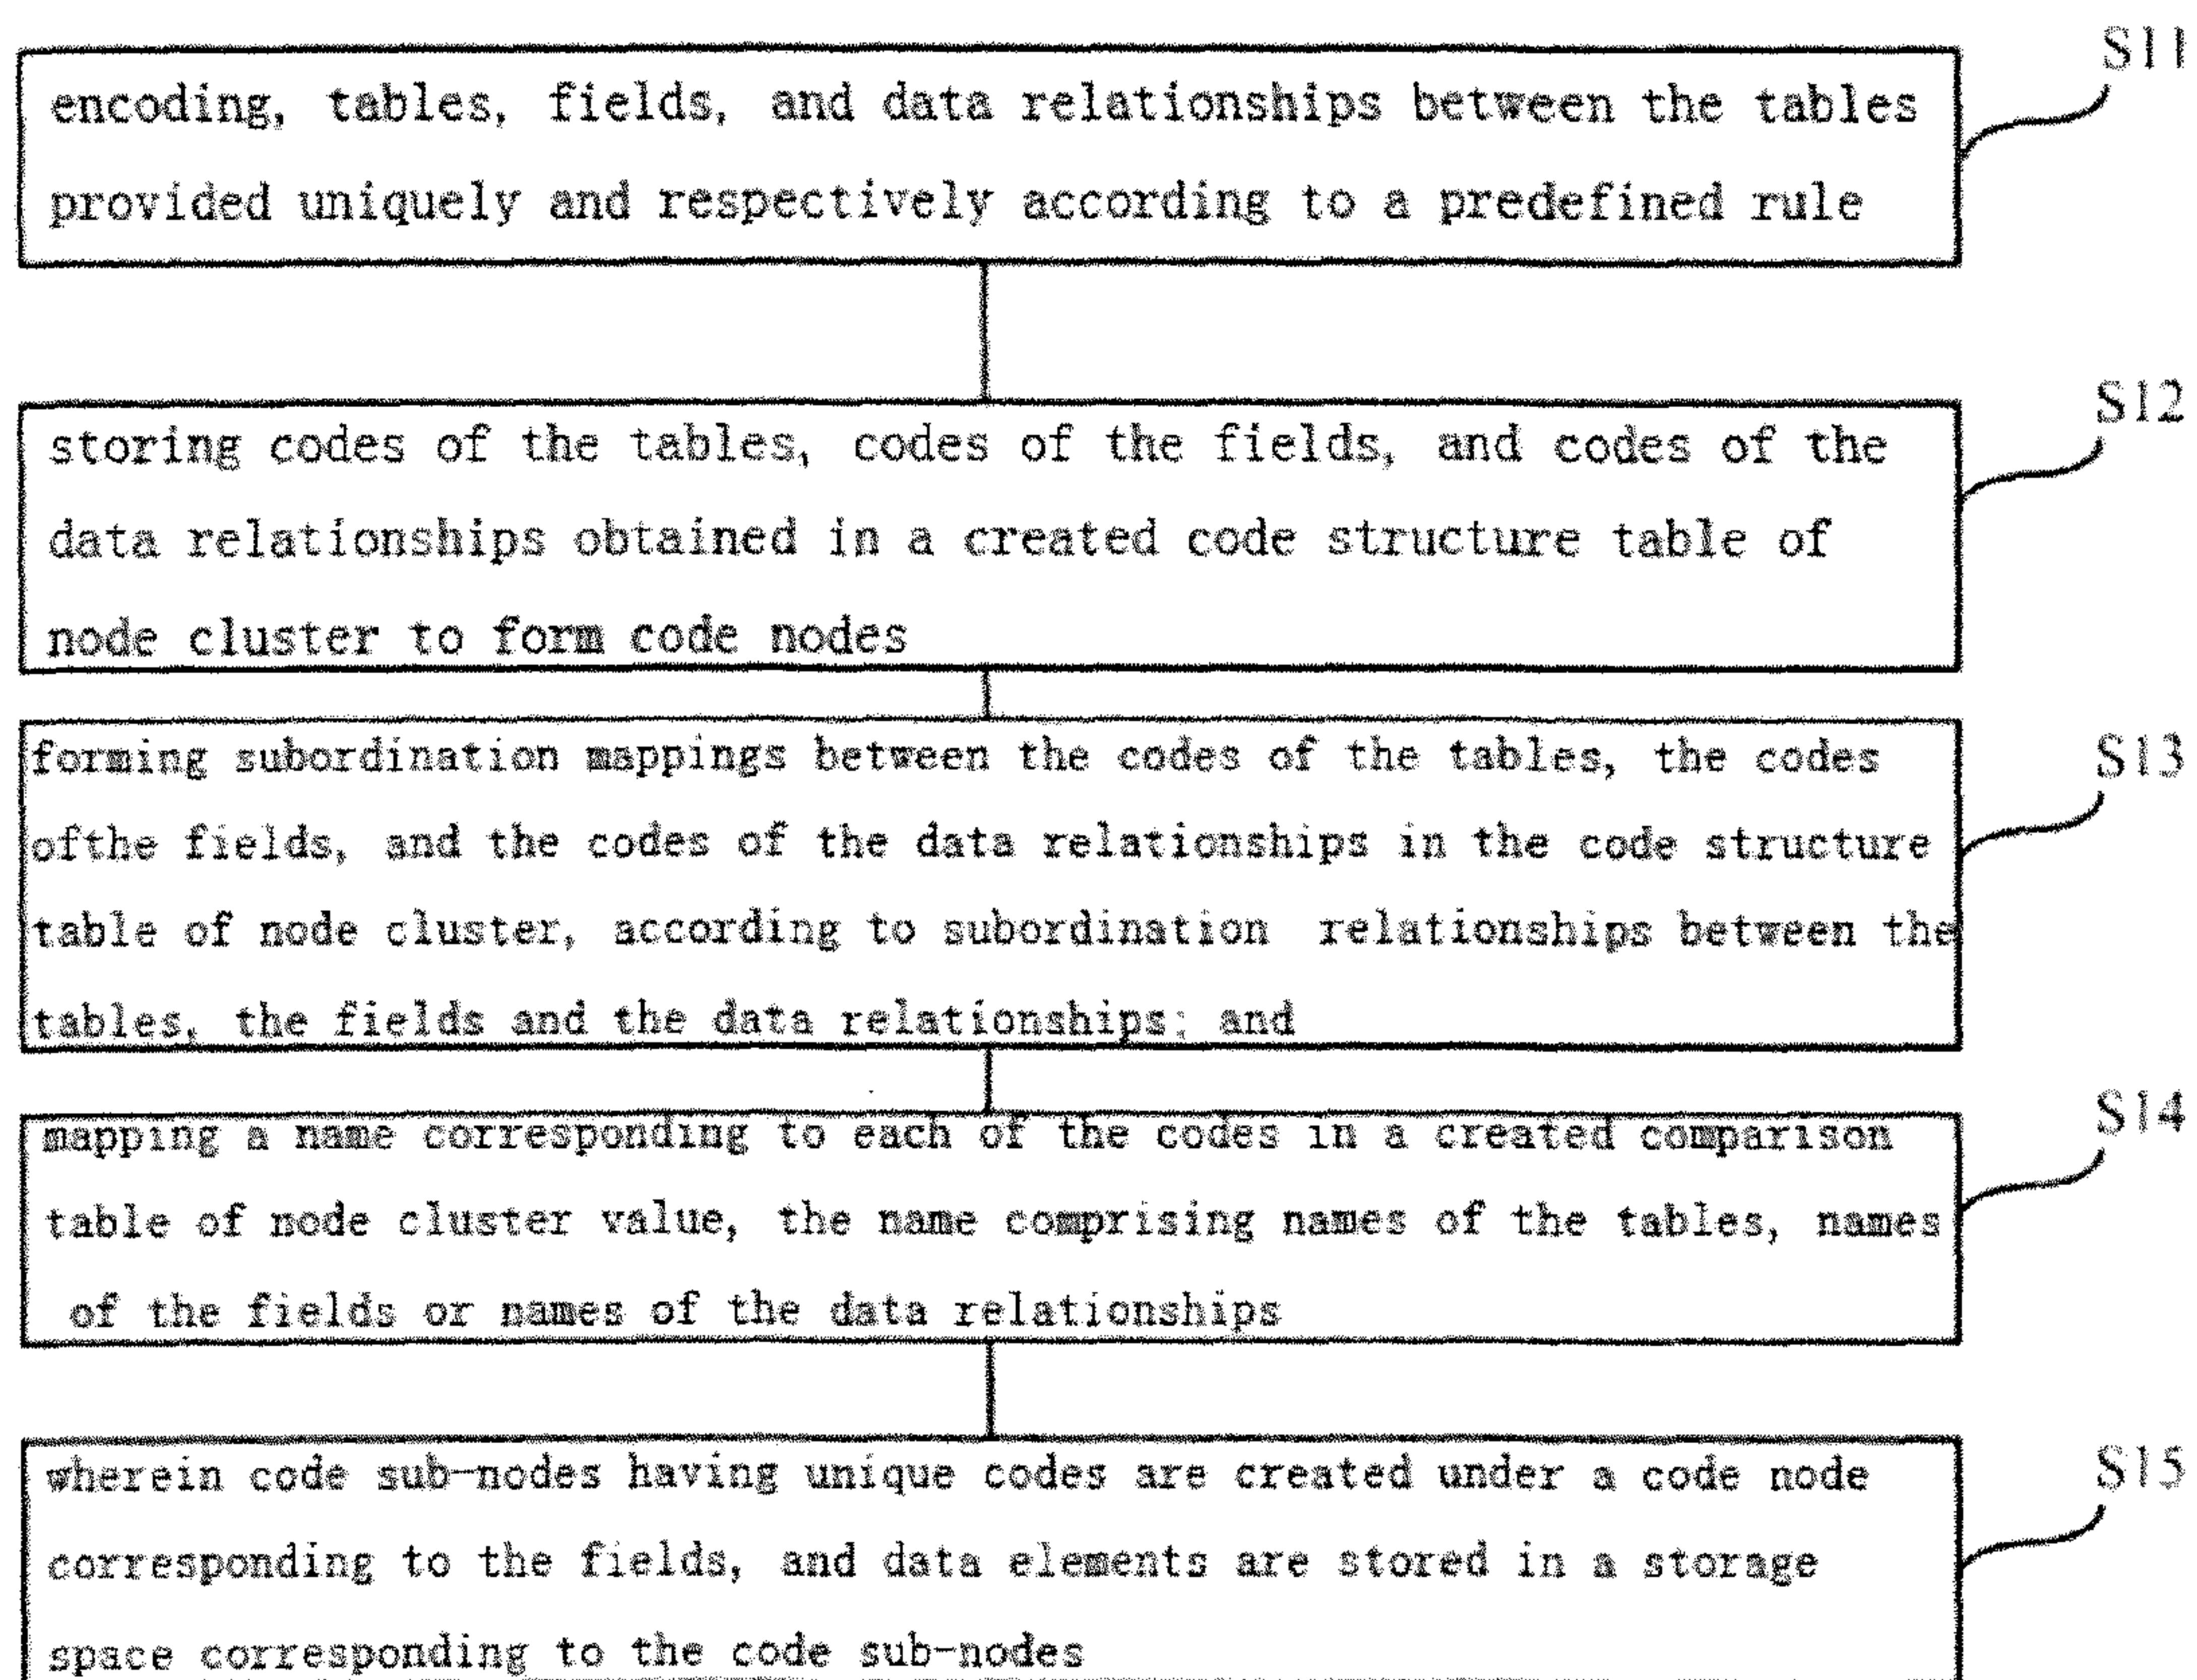 S11
encoding, tables, fields, and data relationships between the tables
provided uniquely and respectively according to a predefined rule
S12
storing codes of the tables, codes of the fields, and codes of the
data relationships obtained in a created code structure table of
node cluster to form code nodes
S13
forming subordination mappings between the codes of the tables, the codes
ofthe fields, and the codes of the data relationships in the code structure
table of node cluster, according to subordination relationships between the
tables, the fields and the data relationships; and
S14
mapping a name corresponding to each of the codes in a created comparison
table of node cluster value, the name comprising names of the tables, names
of the fields or names of the data relationships
S15
wherein code sub-nodes having unique codes are created under a code node
corresponding to the fields, and data elements are stored in a storage
space corresponding to the code sub-nodes